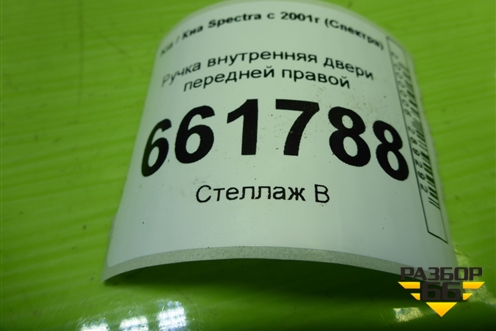 Kia / Киа Spectra с 2001г (Спектра)
Ручка внутренняя двери
передней правой
661788
Стеллаж В
РАЗБОР
66